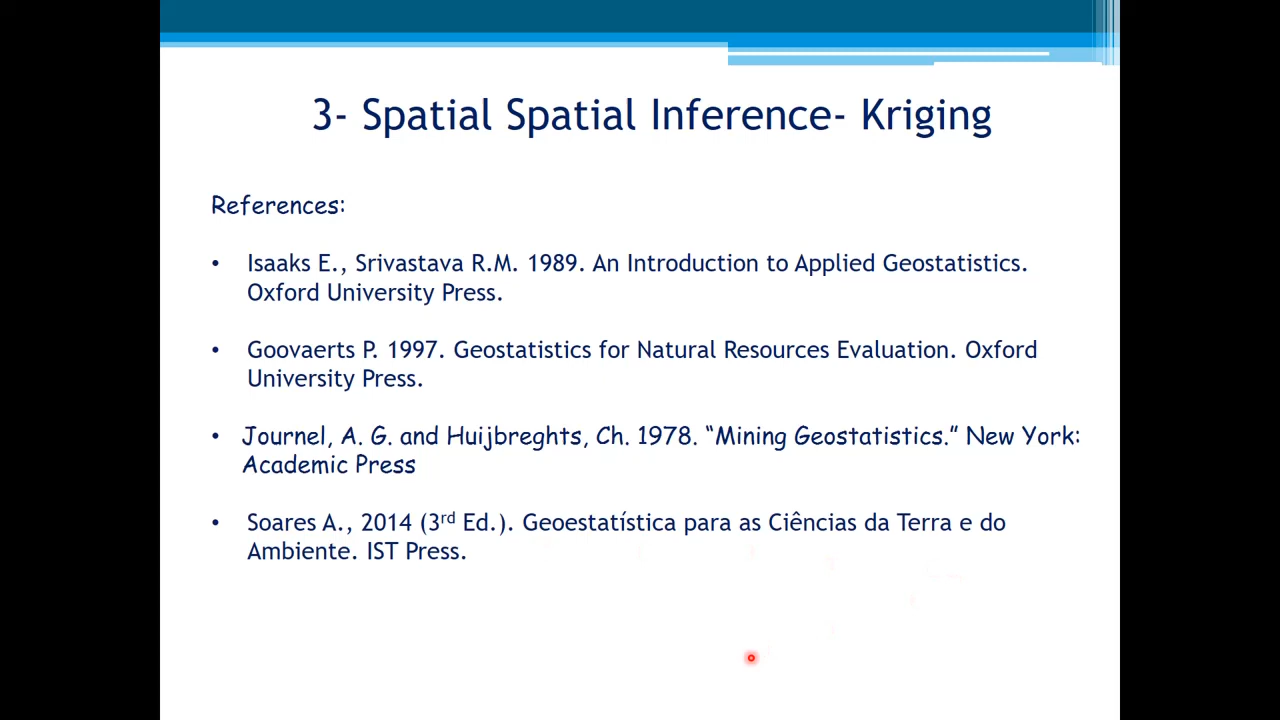 3- Spatial Spatial Inference- Kriging
References:
• Isaaks E., Srivastava R.M. 1989. An Introduction to Applied Geostatistics.
Oxford University Press.
• Goovaerts P. 1997. Geostatistics for Natural Resources Evaluation. Oxford
University Press.
• Journel, A. G. and Huijbreghts, Ch. 1978. “Mining Geostatistics.” New York:
Academic Press
• Soares A., 2014 (3rd Ed.). Geoestatística para as Ciências da Terra e do
Ambiente. IST Press.